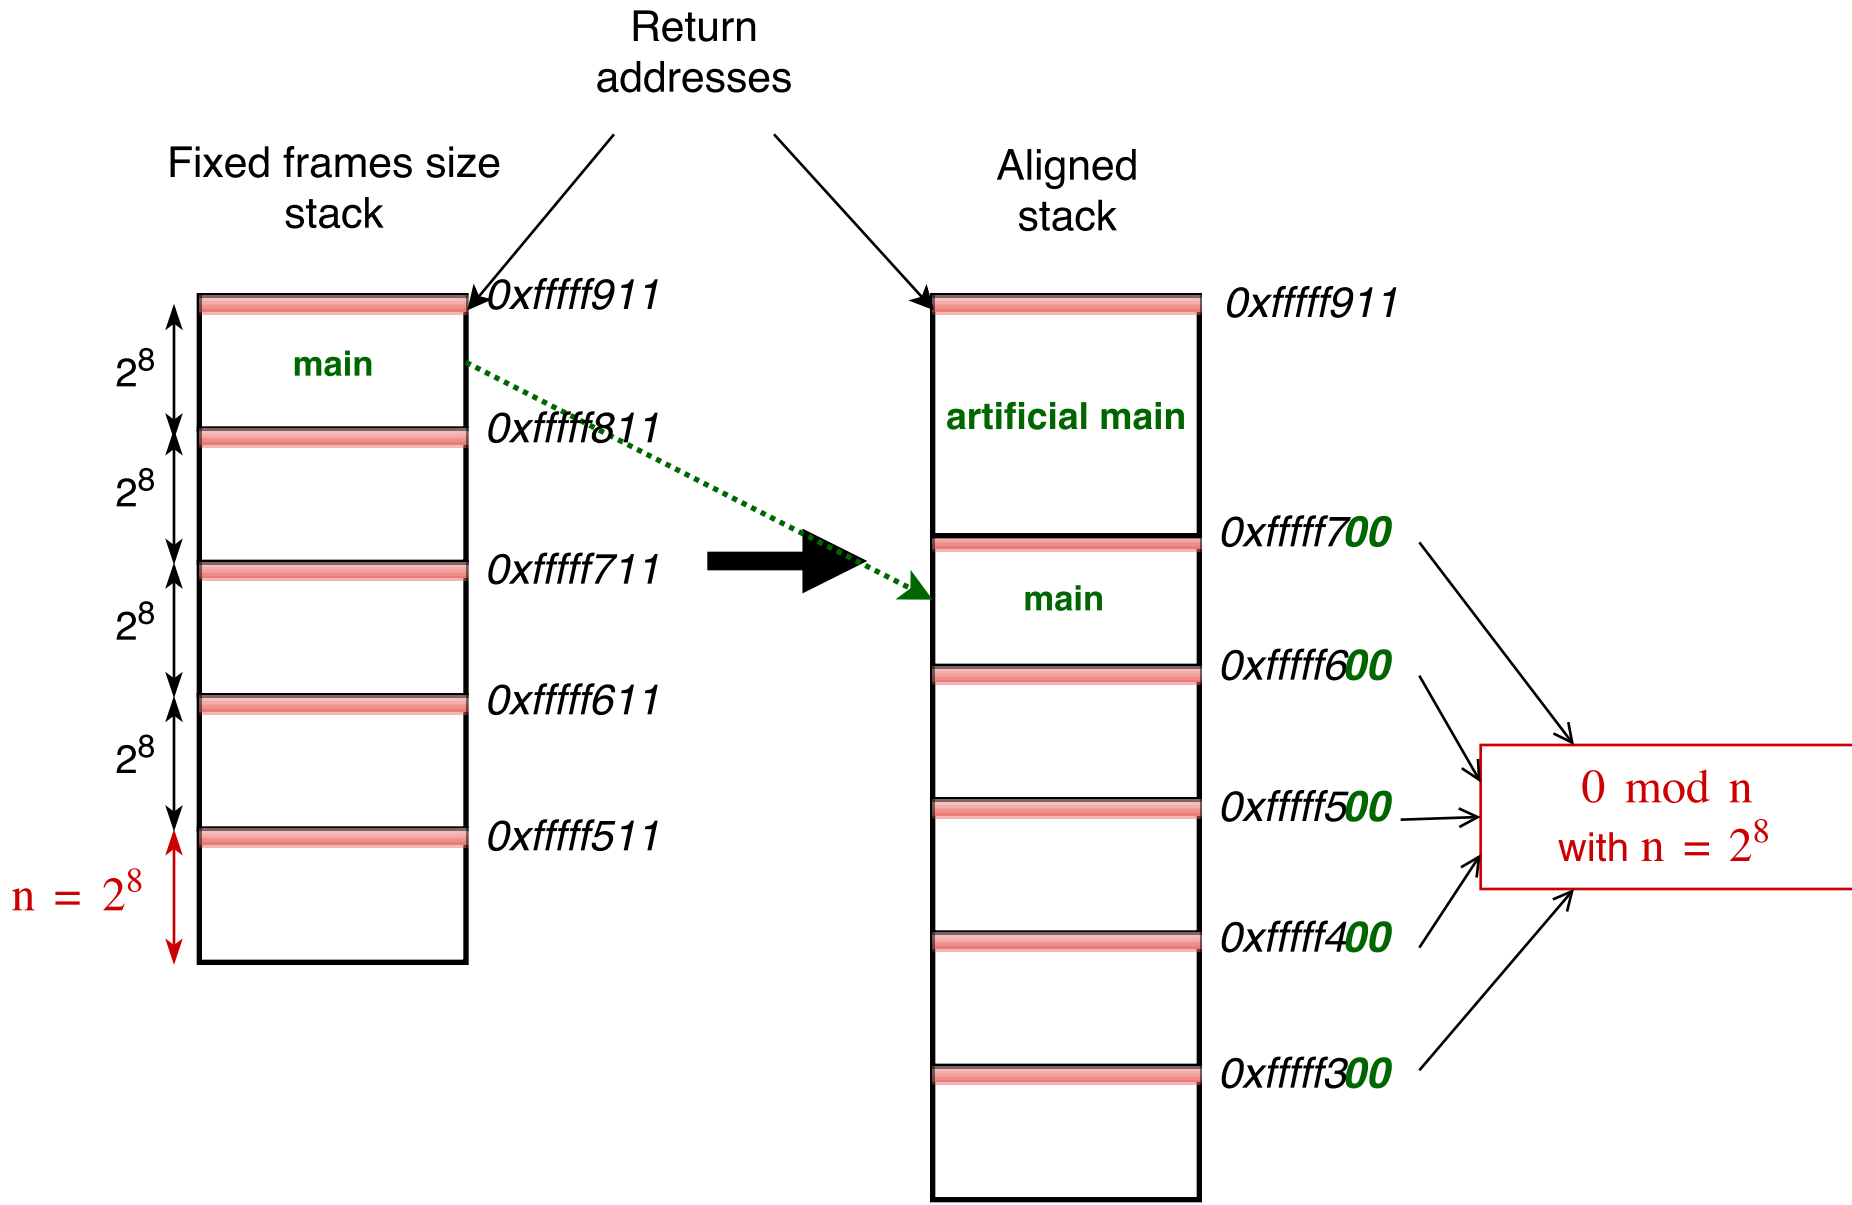 Return
addresses
Fixed frames size
stack
Aligned
stack
0xfffff911
0xfffff911
2⁸
main
artificial main
0xfffff811
2⁸
0xfffff700
0xfffff711
main
2⁸
0xfffff600
0xfffff611
2⁸
0 mod n
with n = 2⁸
0xfffff500
0xfffff511
n = 2⁸
0xfffff400
0xfffff300